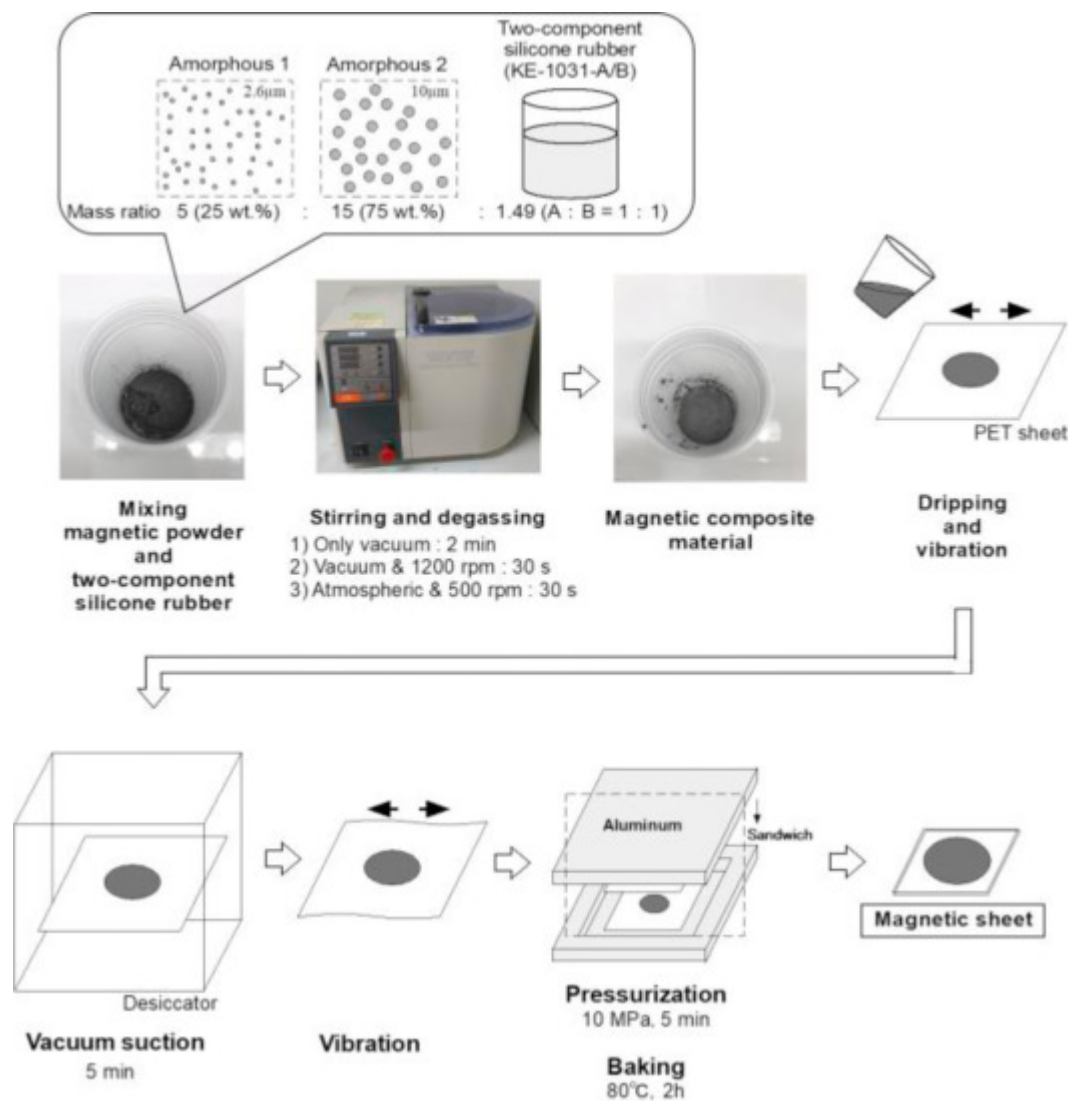 Two-component
silicone rubber
(KE-1031-A/B)
Amorphous 1
Amorphous 2
2.6μm
10μm
Mass ratio 5 (25 wt.%) : 15 (75 wt.%) : 1.49 (A : B = 1 : 1)
PET sheet
Mixing
magnetic powder
and
two-component
silicone rubber
Stirring and degassing
1) Only vacuum : 2 min
2) Vacuum & 1200 rpm : 30 s
3) Atmospheric & 500 rpm : 30 s
Magnetic composite
material
Dripping
and
vibration
Desiccator
Vacuum suction
5 min
Vibration
Aluminum
Sandwich
Pressurization
10 MPa, 5 min
Baking
80℃, 2h
Magnetic sheet